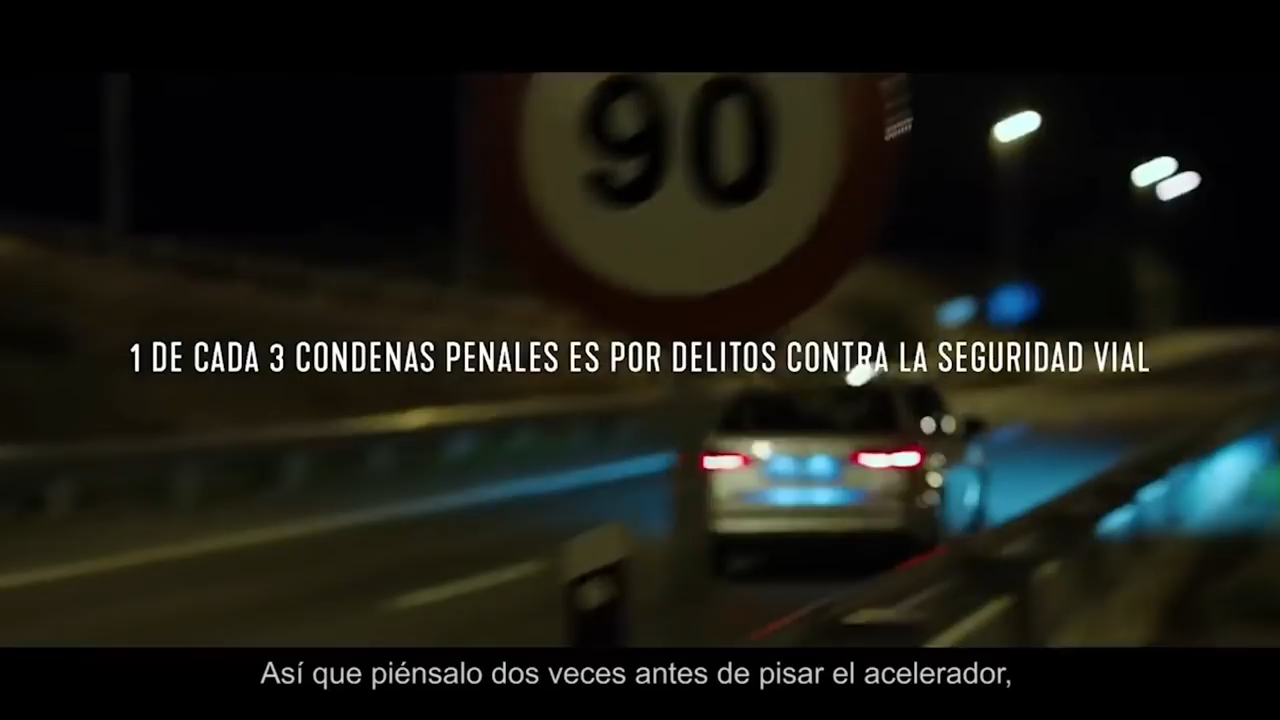 90
1 DE CADA 3 CONDENAS PENALES ES POR DELITOS CONTRA LA SEGURIDAD VIAL
Así que piénsalo dos veces antes de pisar el acelerador,